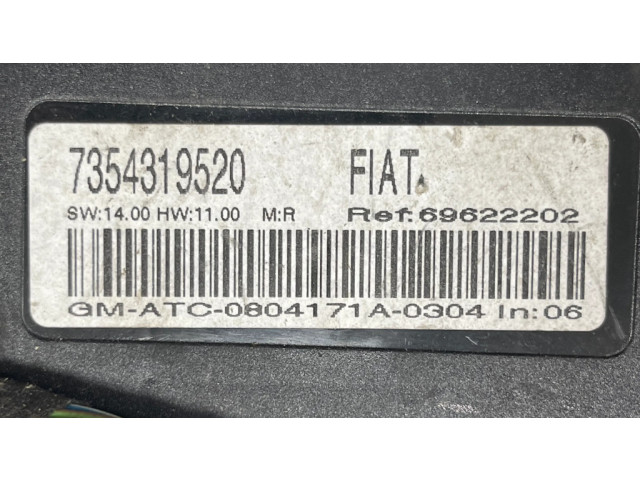 7354319520 FIAT
SW:14.00 HW:11.00 M:R Ref:69622202
GM-ATC-0804171A-0304 In:06